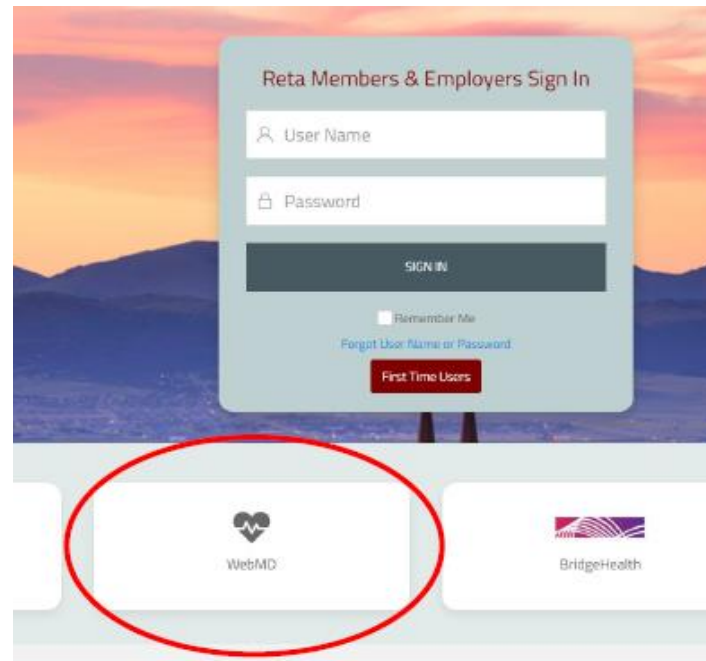 Reta Members & Employers Sign In
User Name
Password
SIGN IN
Remember Me
Forgot User Name or Password
First Time Users
WebMD
BridgeHealth